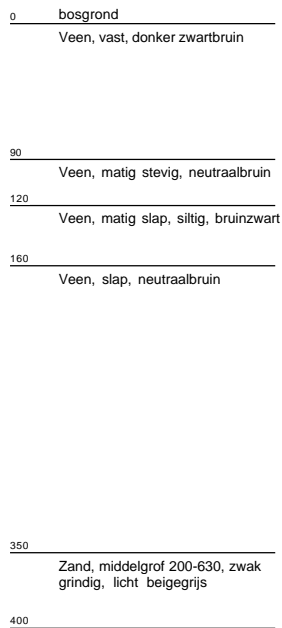 0 bosgrond
Veen, vast, donker zwartbruin
90
Veen, matig stevig, neutraalbruin
120
Veen, matig slap, siltig, bruinzwart
160
Veen, slap, neutraalbruin
350
Zand, middelgrof 200-630, zwak
grindig, licht beigegrijs
400